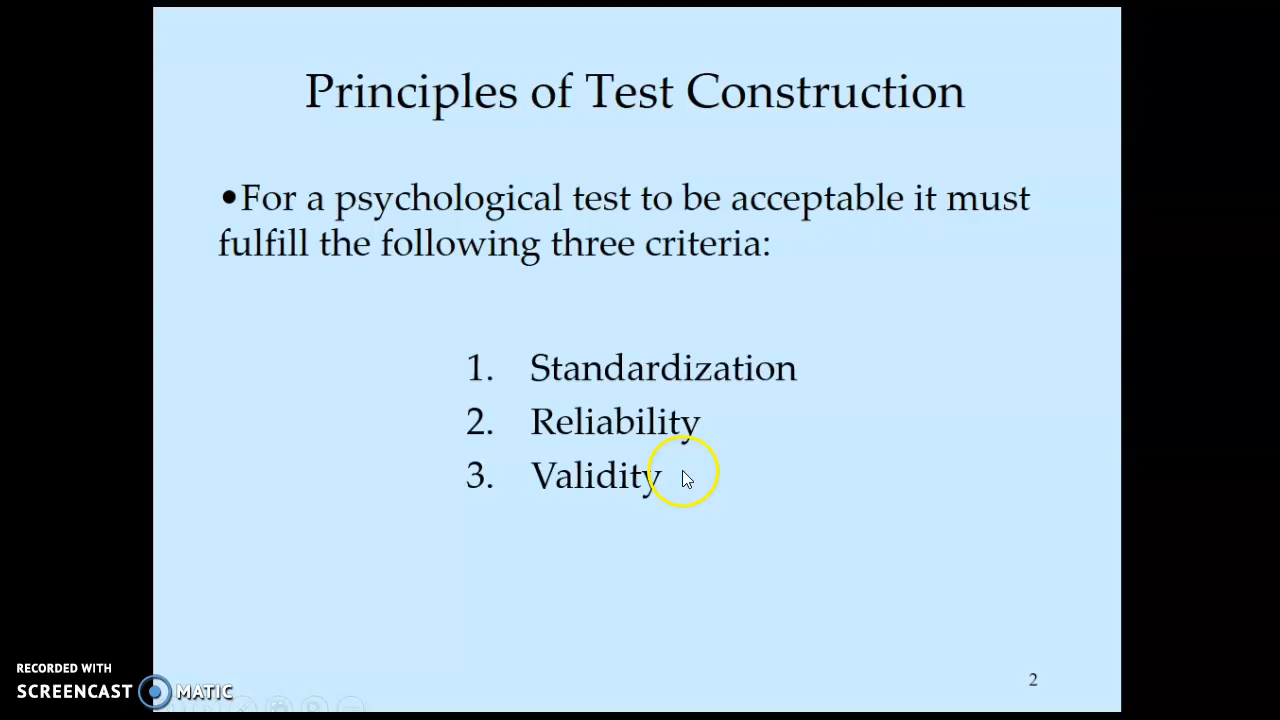 Principles of Test Construction
•For a psychological test to be acceptable it must
fulfill the following three criteria:
1. Standardization
2. Reliability
3. Validity
RECORDED WITH
SCREENCAST MATIC
2